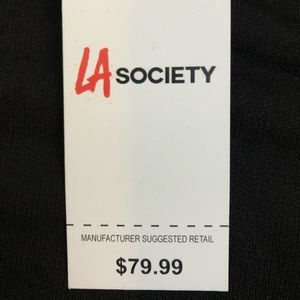 LA SOCIETY
MANUFACTURER SUGGESTED RETAIL
$79.99